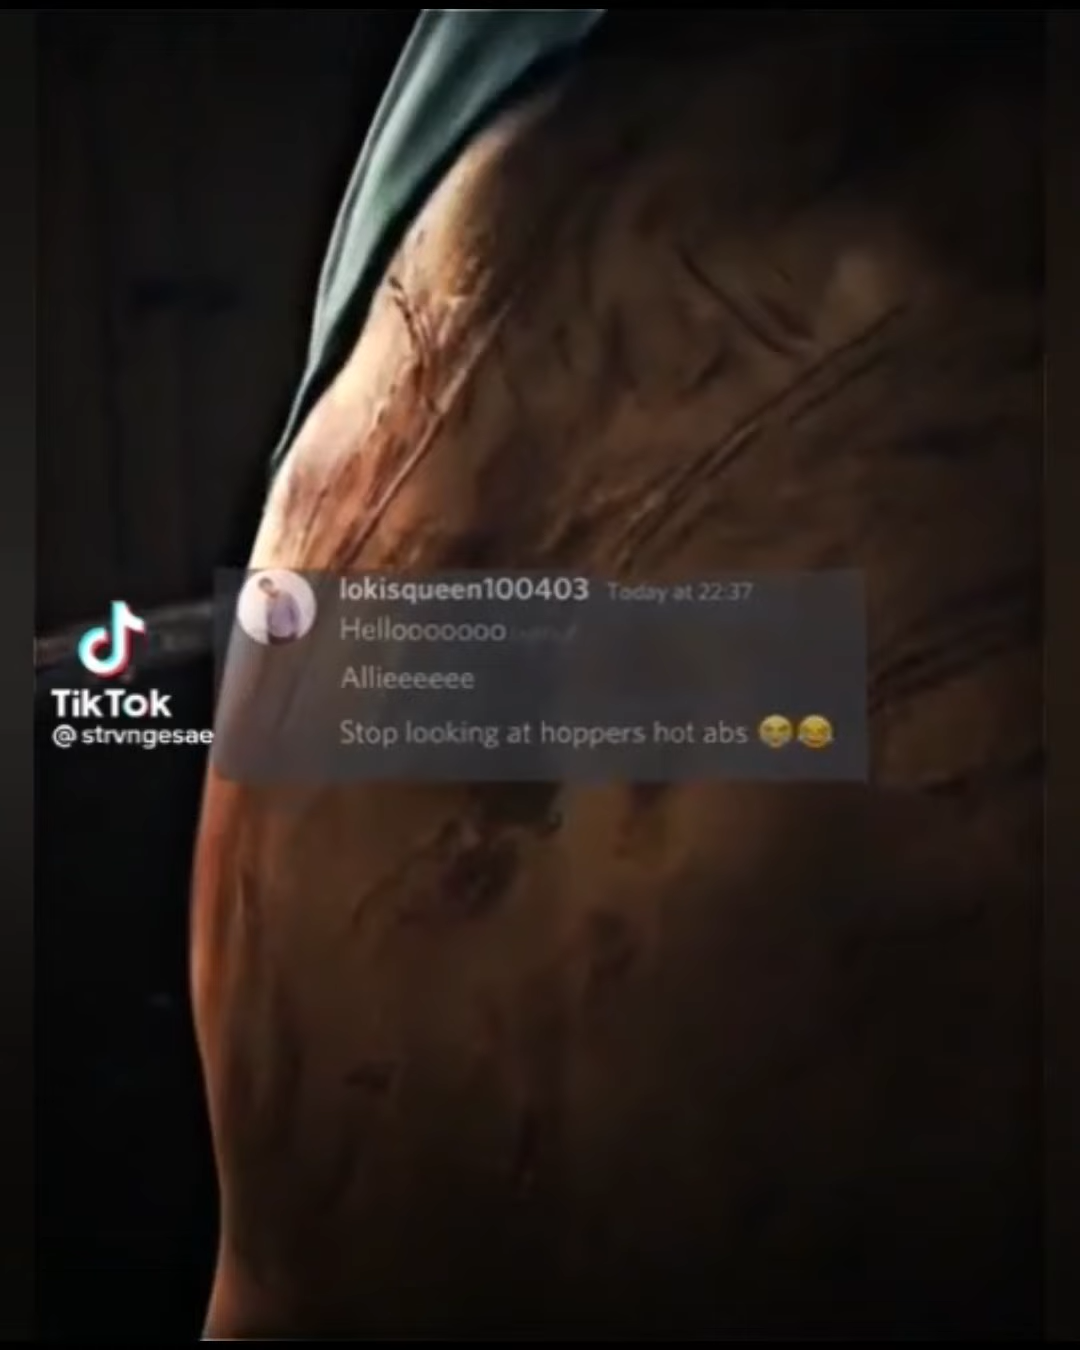 lokisqueen100403 Today at 22:37
Hellooooooo
Allieeeeee
Stop looking at hoppers hot abs 😂😂
TikTok
@strvngesae